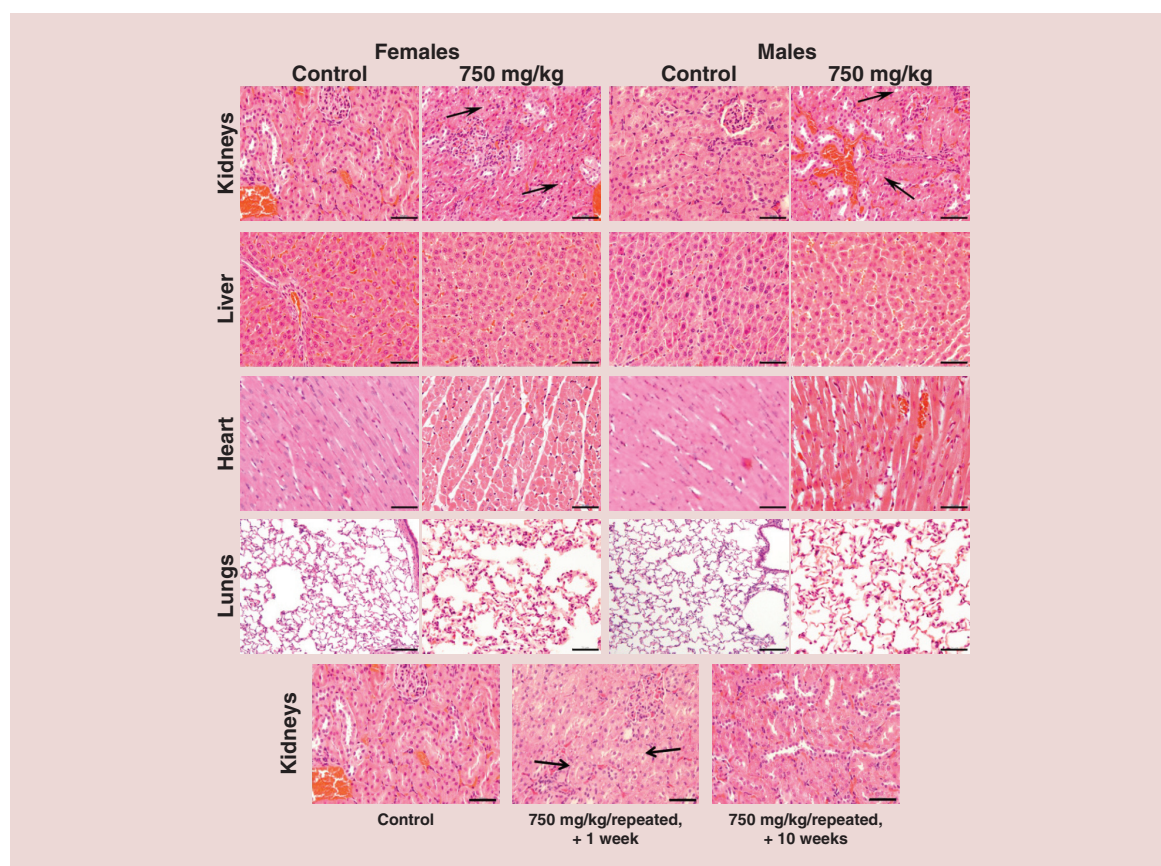 Females
Males
Control
750 mg/kg
Control
750 mg/kg
Kidneys
Liver
Heart
Lungs
Kidneys
Control
750 mg/kg/repeated,
+ 1 week
750 mg/kg/repeated,
+ 10 weeks